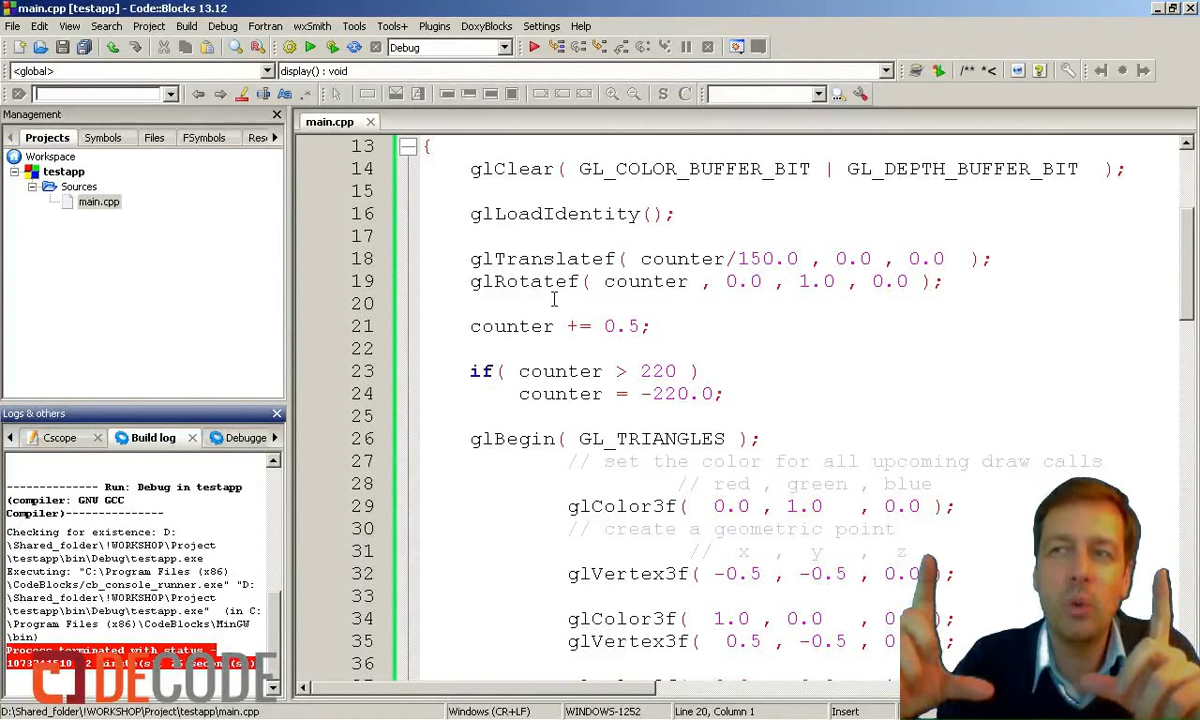 main.cpp [testapp] - Code::Blocks 13.12
File Edit View Search Project Build Debug Fortran wxSmith Tools Tools+ Plugins DoxyBlocks Settings Help
Debug
<global>
display() : void
/** *<
S C
Management
Projects Symbols Files FSymbols Res
Workspace
testapp
Sources
main.cpp
main.cpp
13 {
14 glClear( GL_COLOR_BUFFER_BIT | GL_DEPTH_BUFFER_BIT );
15
16 glLoadIdentity();
17
18 glTranslatef( counter/150.0 , 0.0 , 0.0 );
19 glRotatef( counter , 0.0 , 1.0 , 0.0 );
20
21 counter += 0.5;
22
23 if( counter > 220 )
24 counter = -220.0;
25
26 glBegin( GL_TRIANGLES );
27 // set the color for all upcoming draw calls
28 // red , green , blue
29 glColor3f( 0.0 , 1.0 , 0.0 );
30 // create a geometric point
31 // x , y , z
32 glVertex3f( -0.5 , -0.5 , 0.0 );
33
34 glColor3f( 1.0 , 0.0 );
35 glVertex3f( 0.5 , -0.5 );
36
Logs & others
Cscope Build log Debugge
-------------- Run: Debug in testapp
(compiler: GNU GCC
Compiler)---------------
Checking for existence: D:
\Shared_folder\!WORKSHOP\Project
\testapp\bin\Debug\testapp.exe
Executing: "C:\Program Files (x86)
\CodeBlocks/cb_console_runner.exe" "D:
\Shared_folder\!WORKSHOP\Project
\testapp\bin\Debug\testapp.exe" (in C:
\Program Files (x86)\CodeBlocks\MinGW
\bin)
Process terminated with status -
DECODE
D:\Shared_folder\!WORKSHOP\Project\testapp\main.cpp
Windows (CR+LF) WINDOWS-1252 Line 20, Column 1 Insert